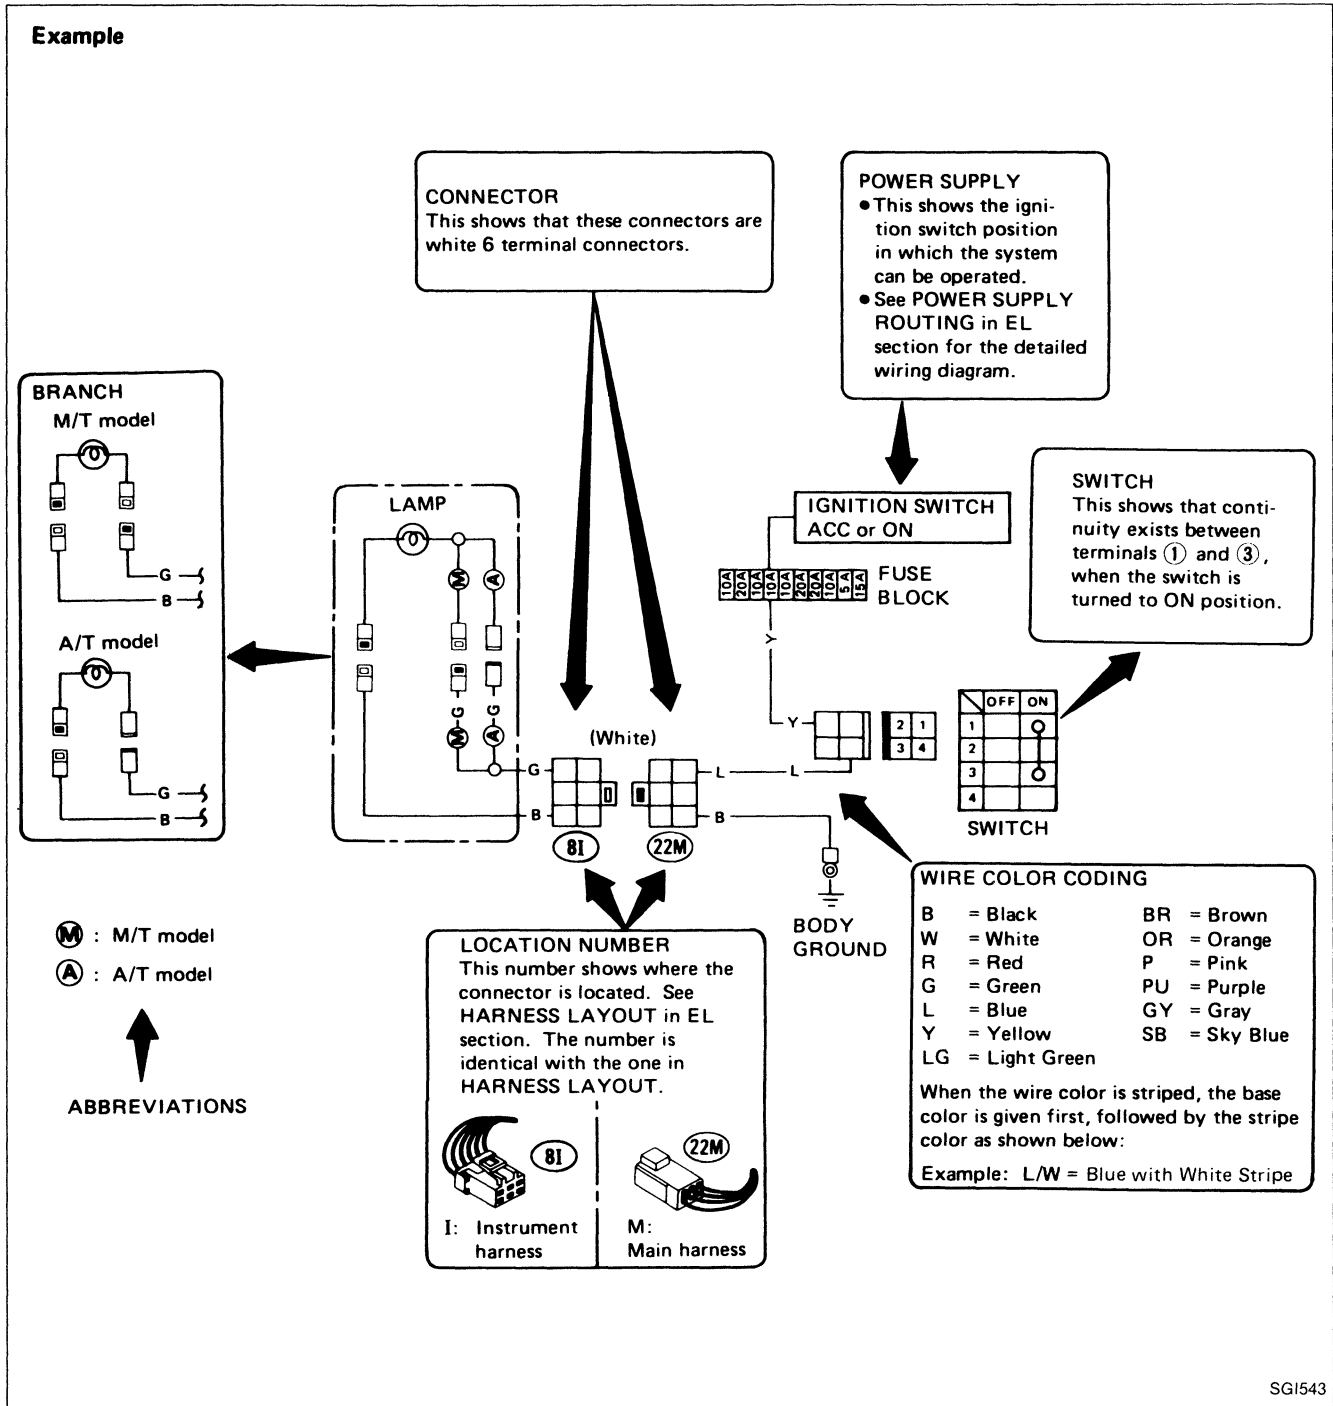 Example
CONNECTOR
This shows that these connectors are
white 6 terminal connectors.
POWER SUPPLY
● This shows the igni-
tion switch position
in which the system
can be operated.
● See POWER SUPPLY
ROUTING in EL
section for the detailed
wiring diagram.
BRANCH
M/T model
G
B
A/T model
G
B
LAMP
M
A
G
G
M
A
IGNITION SWITCH
ACC or ON
10A 20A 10A 10A 10A 20A 20A 10A 5A 15A
FUSE
BLOCK
Y
SWITCH
This shows that conti-
nuity exists between
terminals ① and ③,
when the switch is
turned to ON position.
(White)
G
B
8I
22M
L
L
B
Y
2 1
3 4
OFF ON
1
2
3
4
SWITCH
BODY
GROUND
M : M/T model
A : A/T model
ABBREVIATIONS
LOCATION NUMBER
This number shows where the
connector is located. See
HARNESS LAYOUT in EL
section. The number is
identical with the one in
HARNESS LAYOUT.
8I
I: Instrument
harness
22M
M:
Main harness
WIRE COLOR CODING
B = Black
W = White
R = Red
G = Green
L = Blue
Y = Yellow
LG = Light Green
BR = Brown
OR = Orange
P = Pink
PU = Purple
GY = Gray
SB = Sky Blue
When the wire color is striped, the base
color is given first, followed by the stripe
color as shown below:
Example: L/W = Blue with White Stripe
SGI543